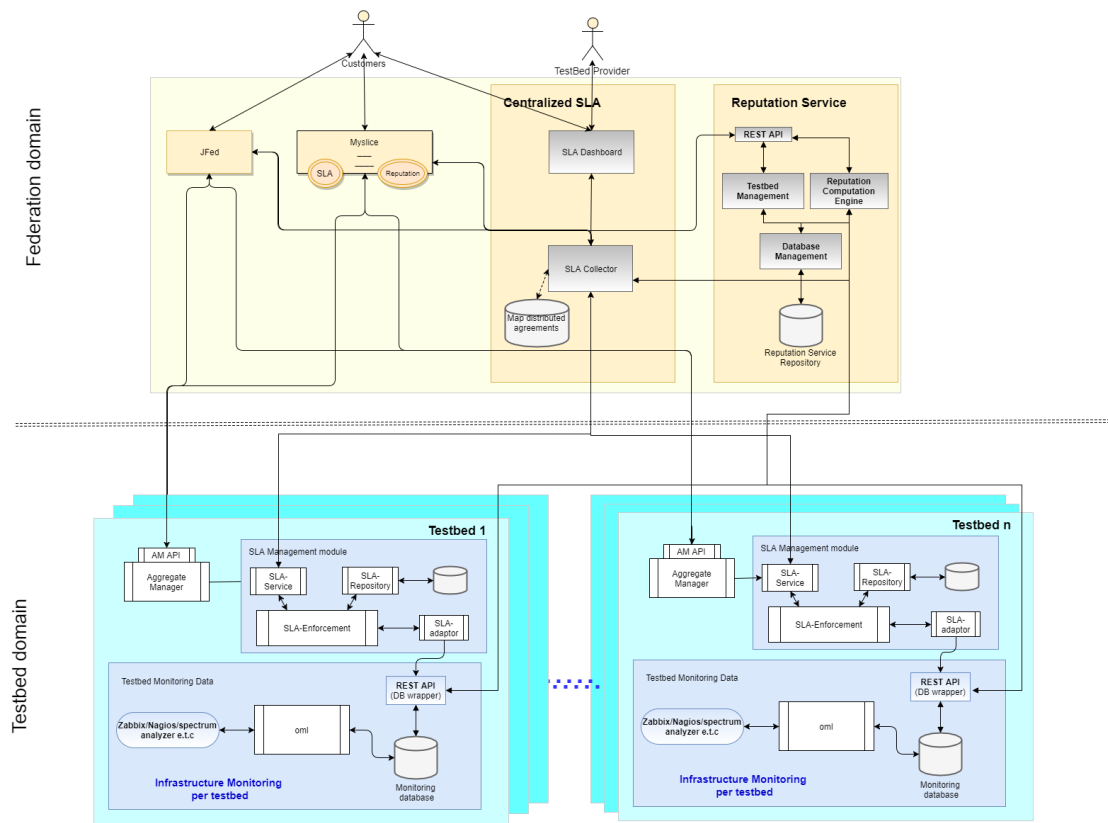 Federation domain
Customers
TestBed Provider
Centralized SLA
Reputation Service
JFed
Myslice
SLA
Reputation
SLA Dashboard
REST API
Testbed
Management
Reputation
Computation
Engine
Database
Management
SLA Collector
Map distributed
agreements
Reputation Service
Repository
Testbed domain
Testbed 1
AM API
Aggregate
Manager
SLA Management module
SLA-
Service
SLA-
Repository
SLA-Enforcement
SLA-
adaptor
Testbed Monitoring Data
REST API
(DB wrapper)
Zabbix/Nagios/spectrum
analyzer e.t.c
oml
Monitoring
database
Infrastructure Monitoring
per testbed
Testbed n
AM API
Aggregate
Manager
SLA Management module
SLA-
Service
SLA-
Repository
SLA-Enforcement
SLA-
adaptor
Testbed Monitoring Data
REST API
(DB wrapper)
Zabbix/Nagios/spectrum
analyzer e.t.c
oml
Monitoring
database
Infrastructure Monitoring
per testbed